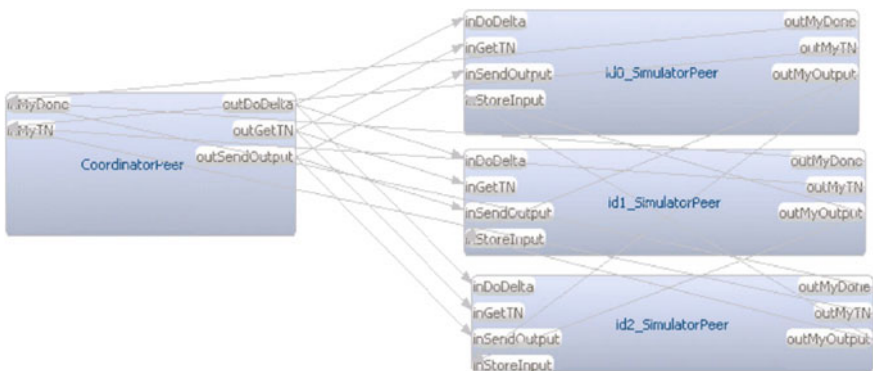 inMyDone
inMyTN
outDoDelta
outGetTN
outSendOutput
CoordinatorPeer
inDoDelta
inGetTN
inSendOutput
inStoreInput
id0_SimulatorPeer
outMyDone
outMyTN
outMyOutput
inDoDelta
inGetTN
inSendOutput
inStoreInput
id1_SimulatorPeer
outMyDone
outMyTN
outMyOutput
inDoDelta
inGetTN
inSendOutput
inStoreInput
id2_SimulatorPeer
outMyDone
outMyTN
outMyOutput